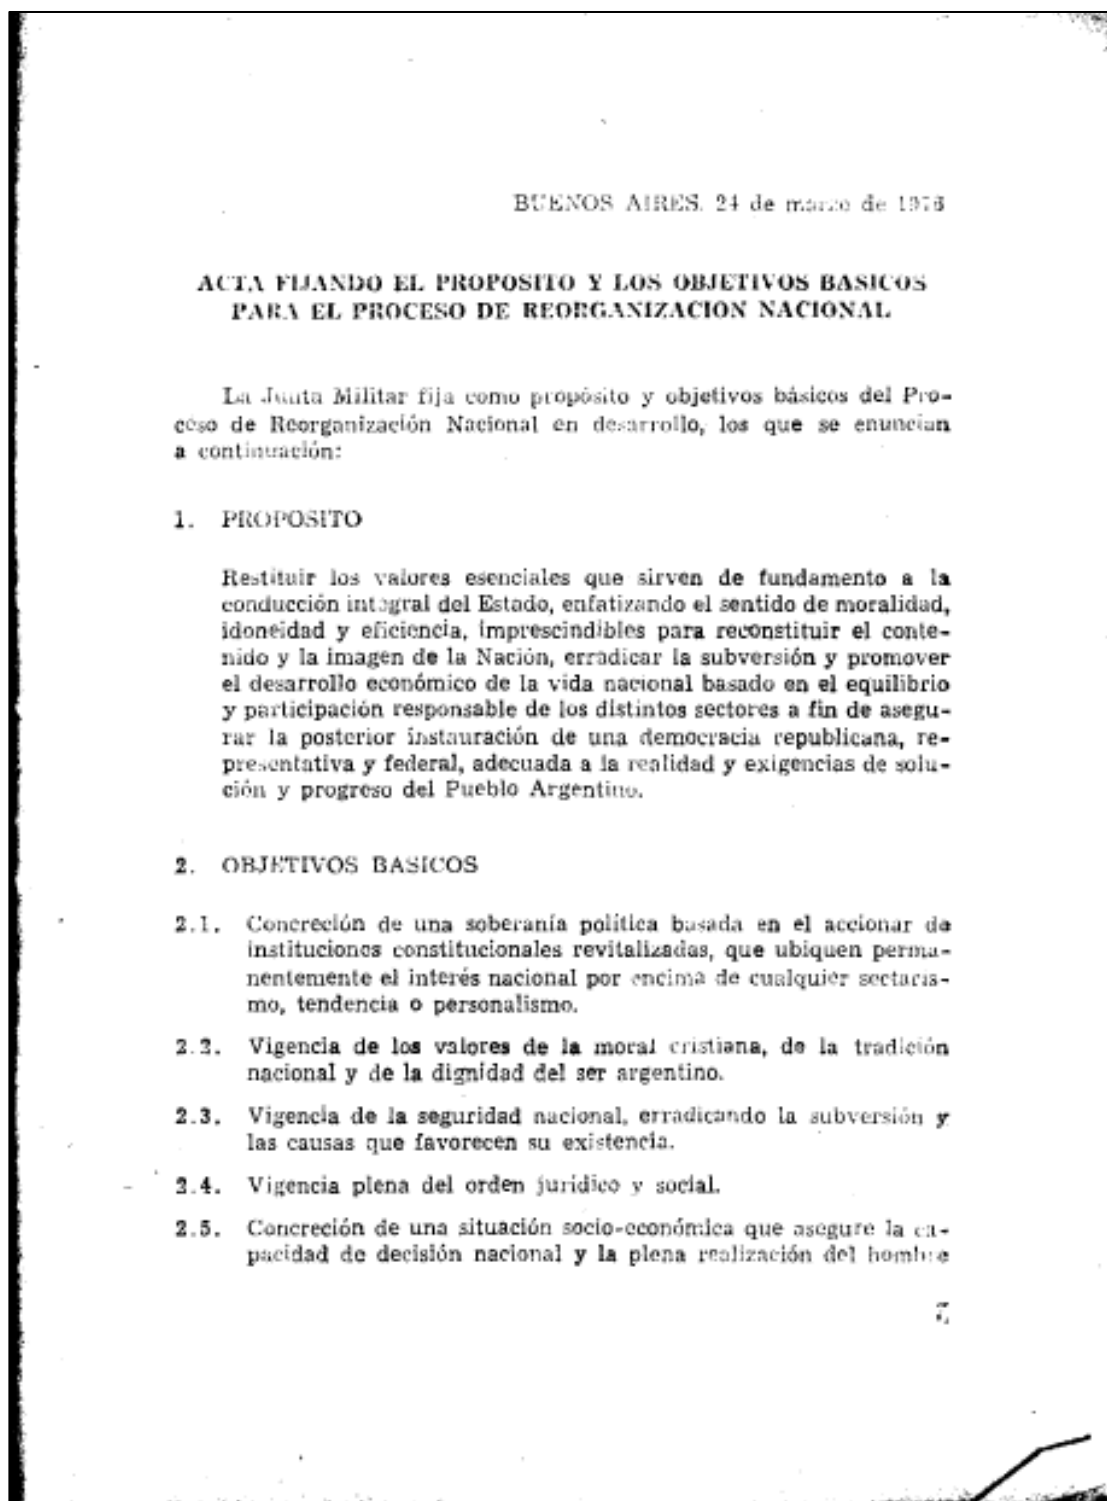 BUENOS AIRES, 24 de marzo de 1976
ACTA FIJANDO EL PROPOSITO Y LOS OBJETIVOS BASICOS
PARA EL PROCESO DE REORGANIZACION NACIONAL
La Junta Militar fija como propósito y objetivos básicos del Pro-
ceso de Reorganización Nacional en desarrollo, los que se enuncian
a continuación:
1. PROPOSITO
Restituir los valores esenciales que sirven de fundamento a la
conducción integral del Estado, enfatizando el sentido de moralidad,
idoneidad y eficiencia, imprescindibles para reconstituir el conte-
nido y la imagen de la Nación, erradicar la subversión y promover
el desarrollo económico de la vida nacional basado en el equilibrio
y participación responsable de los distintos sectores a fin de asegu-
rar la posterior instauración de una democracia republicana, re-
presentativa y federal, adecuada a la realidad y exigencias de solu-
ción y progreso del Pueblo Argentino.
2. OBJETIVOS BASICOS
2.1. Concreción de una soberanía política basada en el accionar de
instituciones constitucionales revitalizadas, que ubiquen perma-
nentemente el interés nacional por encima de cualquier sectaris-
mo, tendencia o personalismo.
2.2. Vigencia de los valores de la moral cristiana, de la tradición
nacional y de la dignidad del ser argentino.
2.3. Vigencia de la seguridad nacional, erradicando la subversión y
las causas que favorecen su existencia.
2.4. Vigencia plena del orden jurídico y social.
2.5. Concreción de una situación socio-económica que asegure la ca-
pacidad de decisión nacional y la plena realización del hombre
7